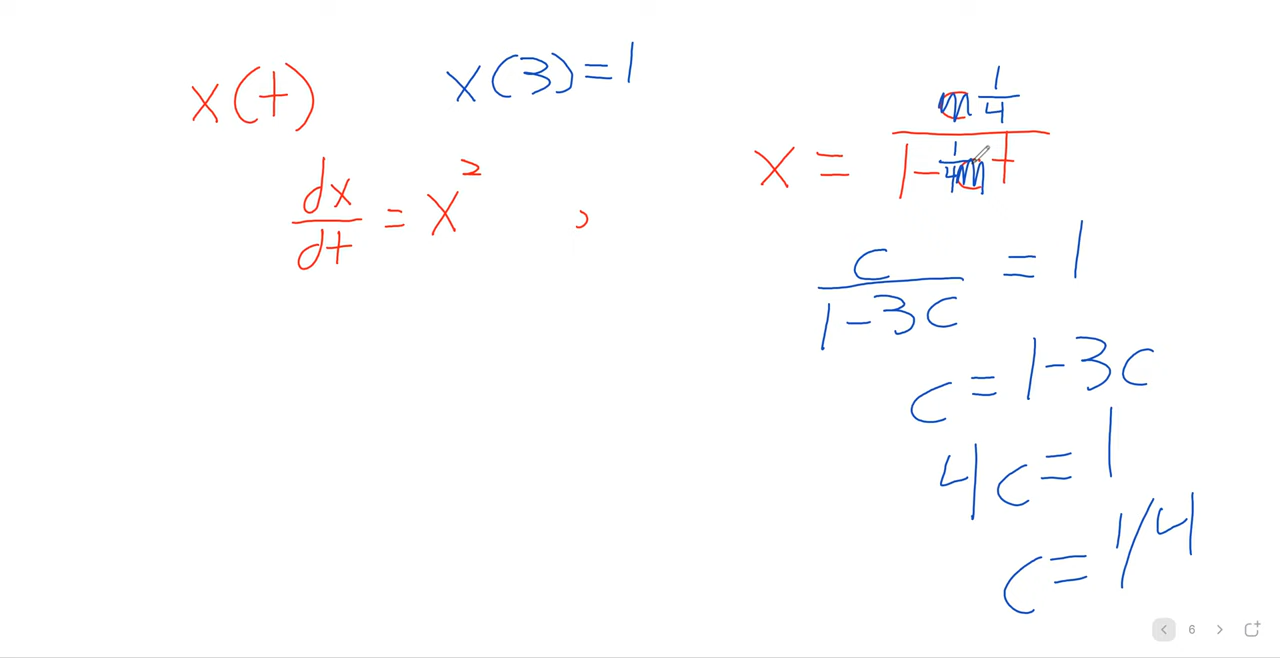 x(t)
x(3)=1
dx/dt = x²
,
x = (1/4)/(1-1/4 t)
c/(1-3c) = 1
c = 1-3c
4c = 1
c = 1/4
6